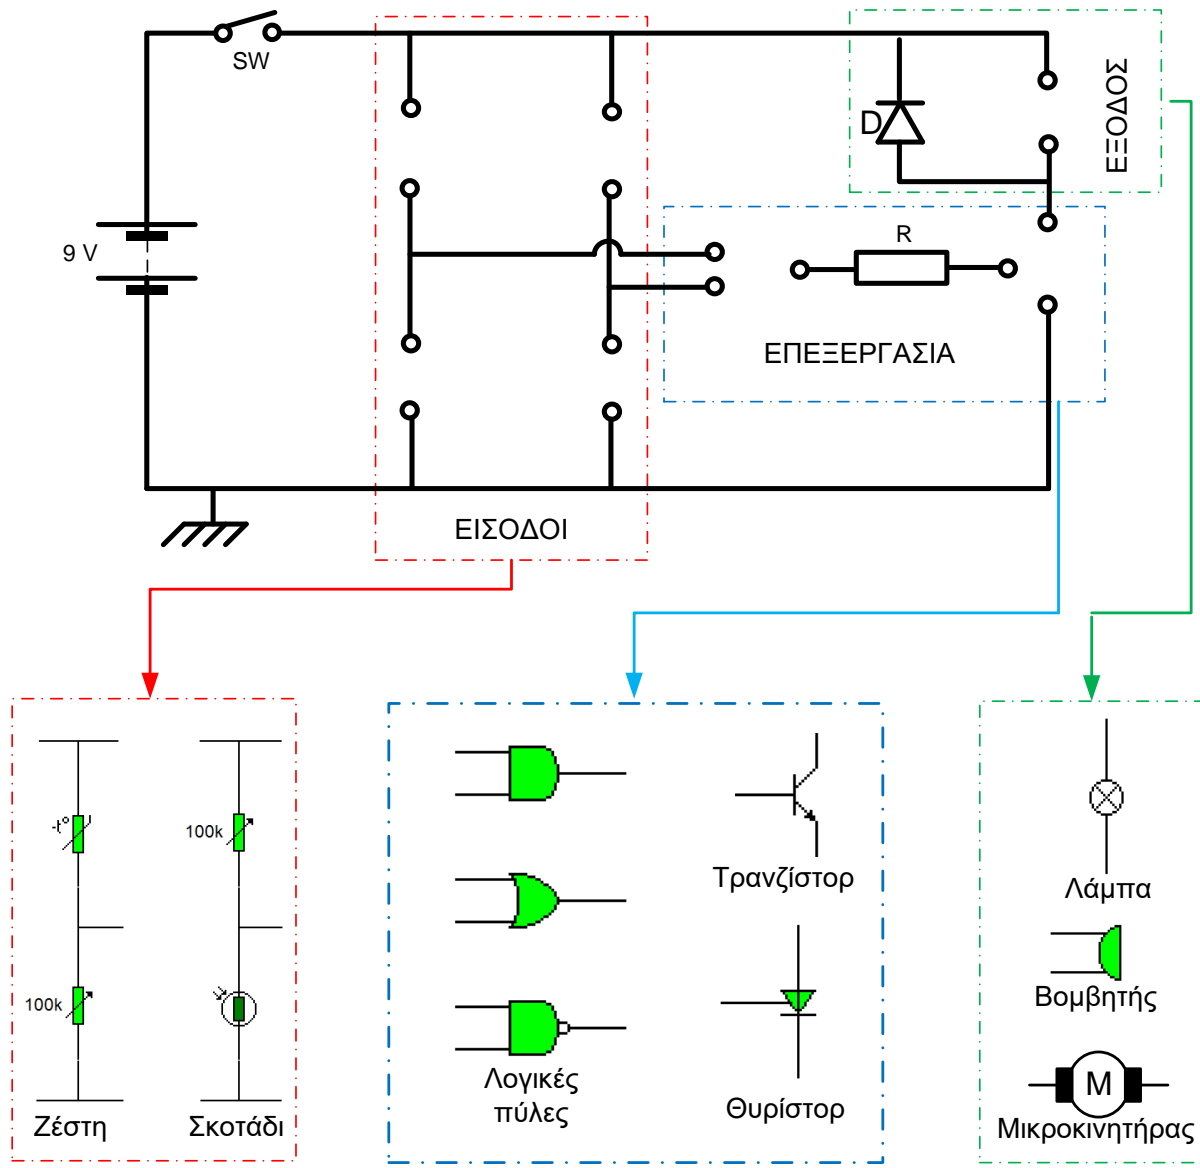 SW
D
ΕΞΟΔΟΣ
9 V
R
ΕΠΕΞΕΡΓΑΣΙΑ
ΕΙΣΟΔΟΙ
-t°
100k
100k
Ζέστη
Σκοτάδι
Λογικές
πύλες
Τρανζίστορ
Θυρίστορ
Λάμπα
Βομβητής
M
Μικροκινητήρας